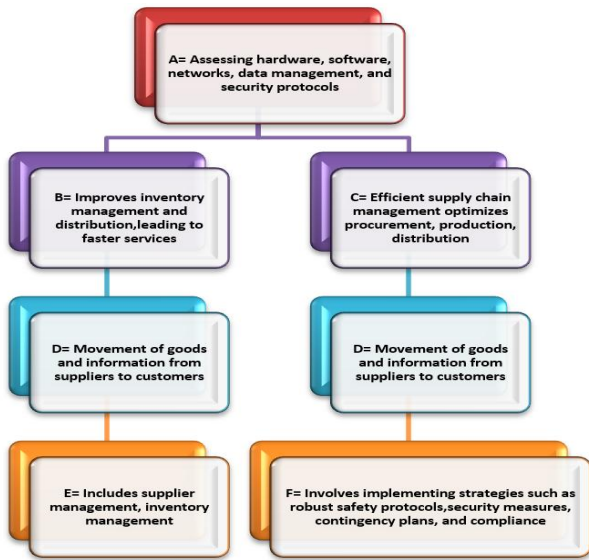 A= Assessing hardware, software,
networks, data management, and
security protocols
B= Improves inventory
management and
distribution,leading to
faster services
C= Efficient supply chain
management optimizes
procurement, production,
distribution
D= Movement of goods
and information from
suppliers to customers
D= Movement of goods
and information from
suppliers to customers
E= Includes supplier
management, inventory
management
F= Involves implementing strategies such as
robust safety protocols,security measures,
contingency plans, and compliance